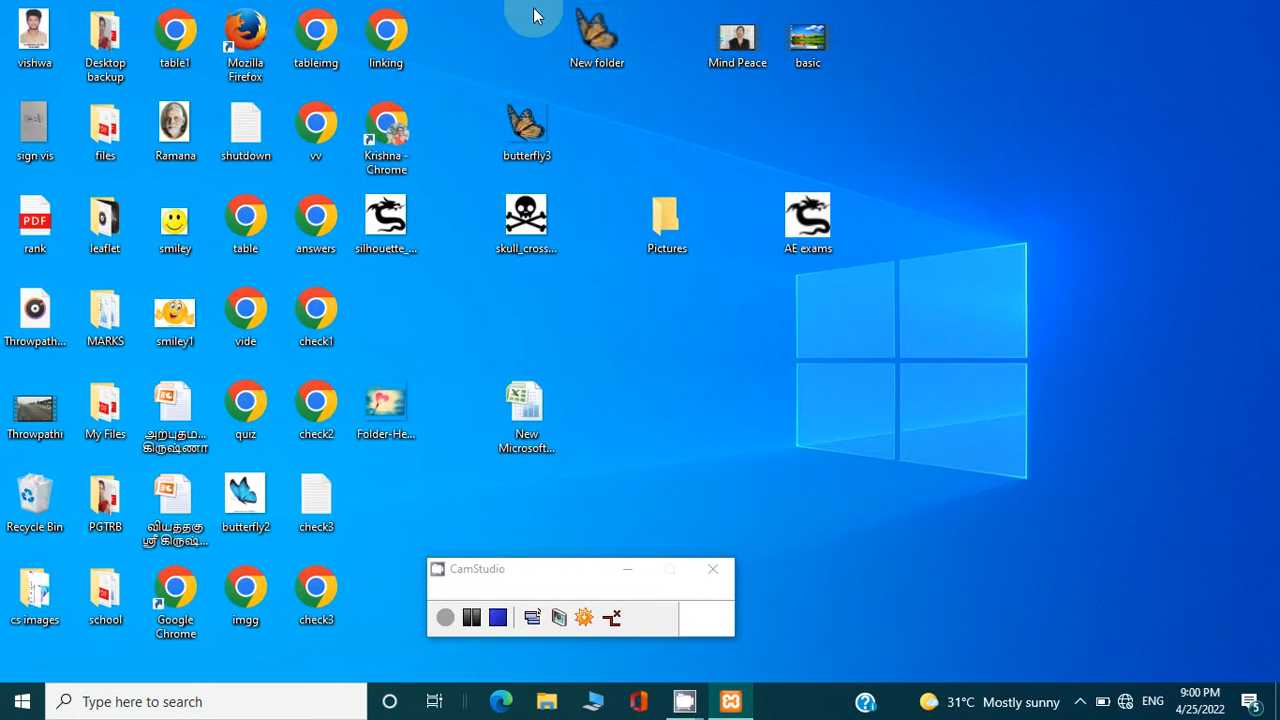 vishwa
Desktop
backup
table1
Mozilla
Firefox
tableimg
linking
New folder
Mind Peace
basic
sign vis
files
Ramana
shutdown
vv
Krishna -
Chrome
butterfly3
PDF
rank
leaflet
smiley
table
answers
silhouette_...
skull_cross...
Pictures
AE exams
Throwpath...
MARKS
smiley1
vide
check1
Throwpathi
My Files
அற்புதம...
கிருஷ்ணா
quiz
check2
Folder-He...
New
Microsoft...
Recycle Bin
PGTRB
வியத்தகு
ஸ்ரீ கிருஷ்...
butterfly2
check3
cs images
school
Google
Chrome
imgg
check3
CamStudio
Type here to search
31°C Mostly sunny
ENG
9:00 PM
4/25/2022
5